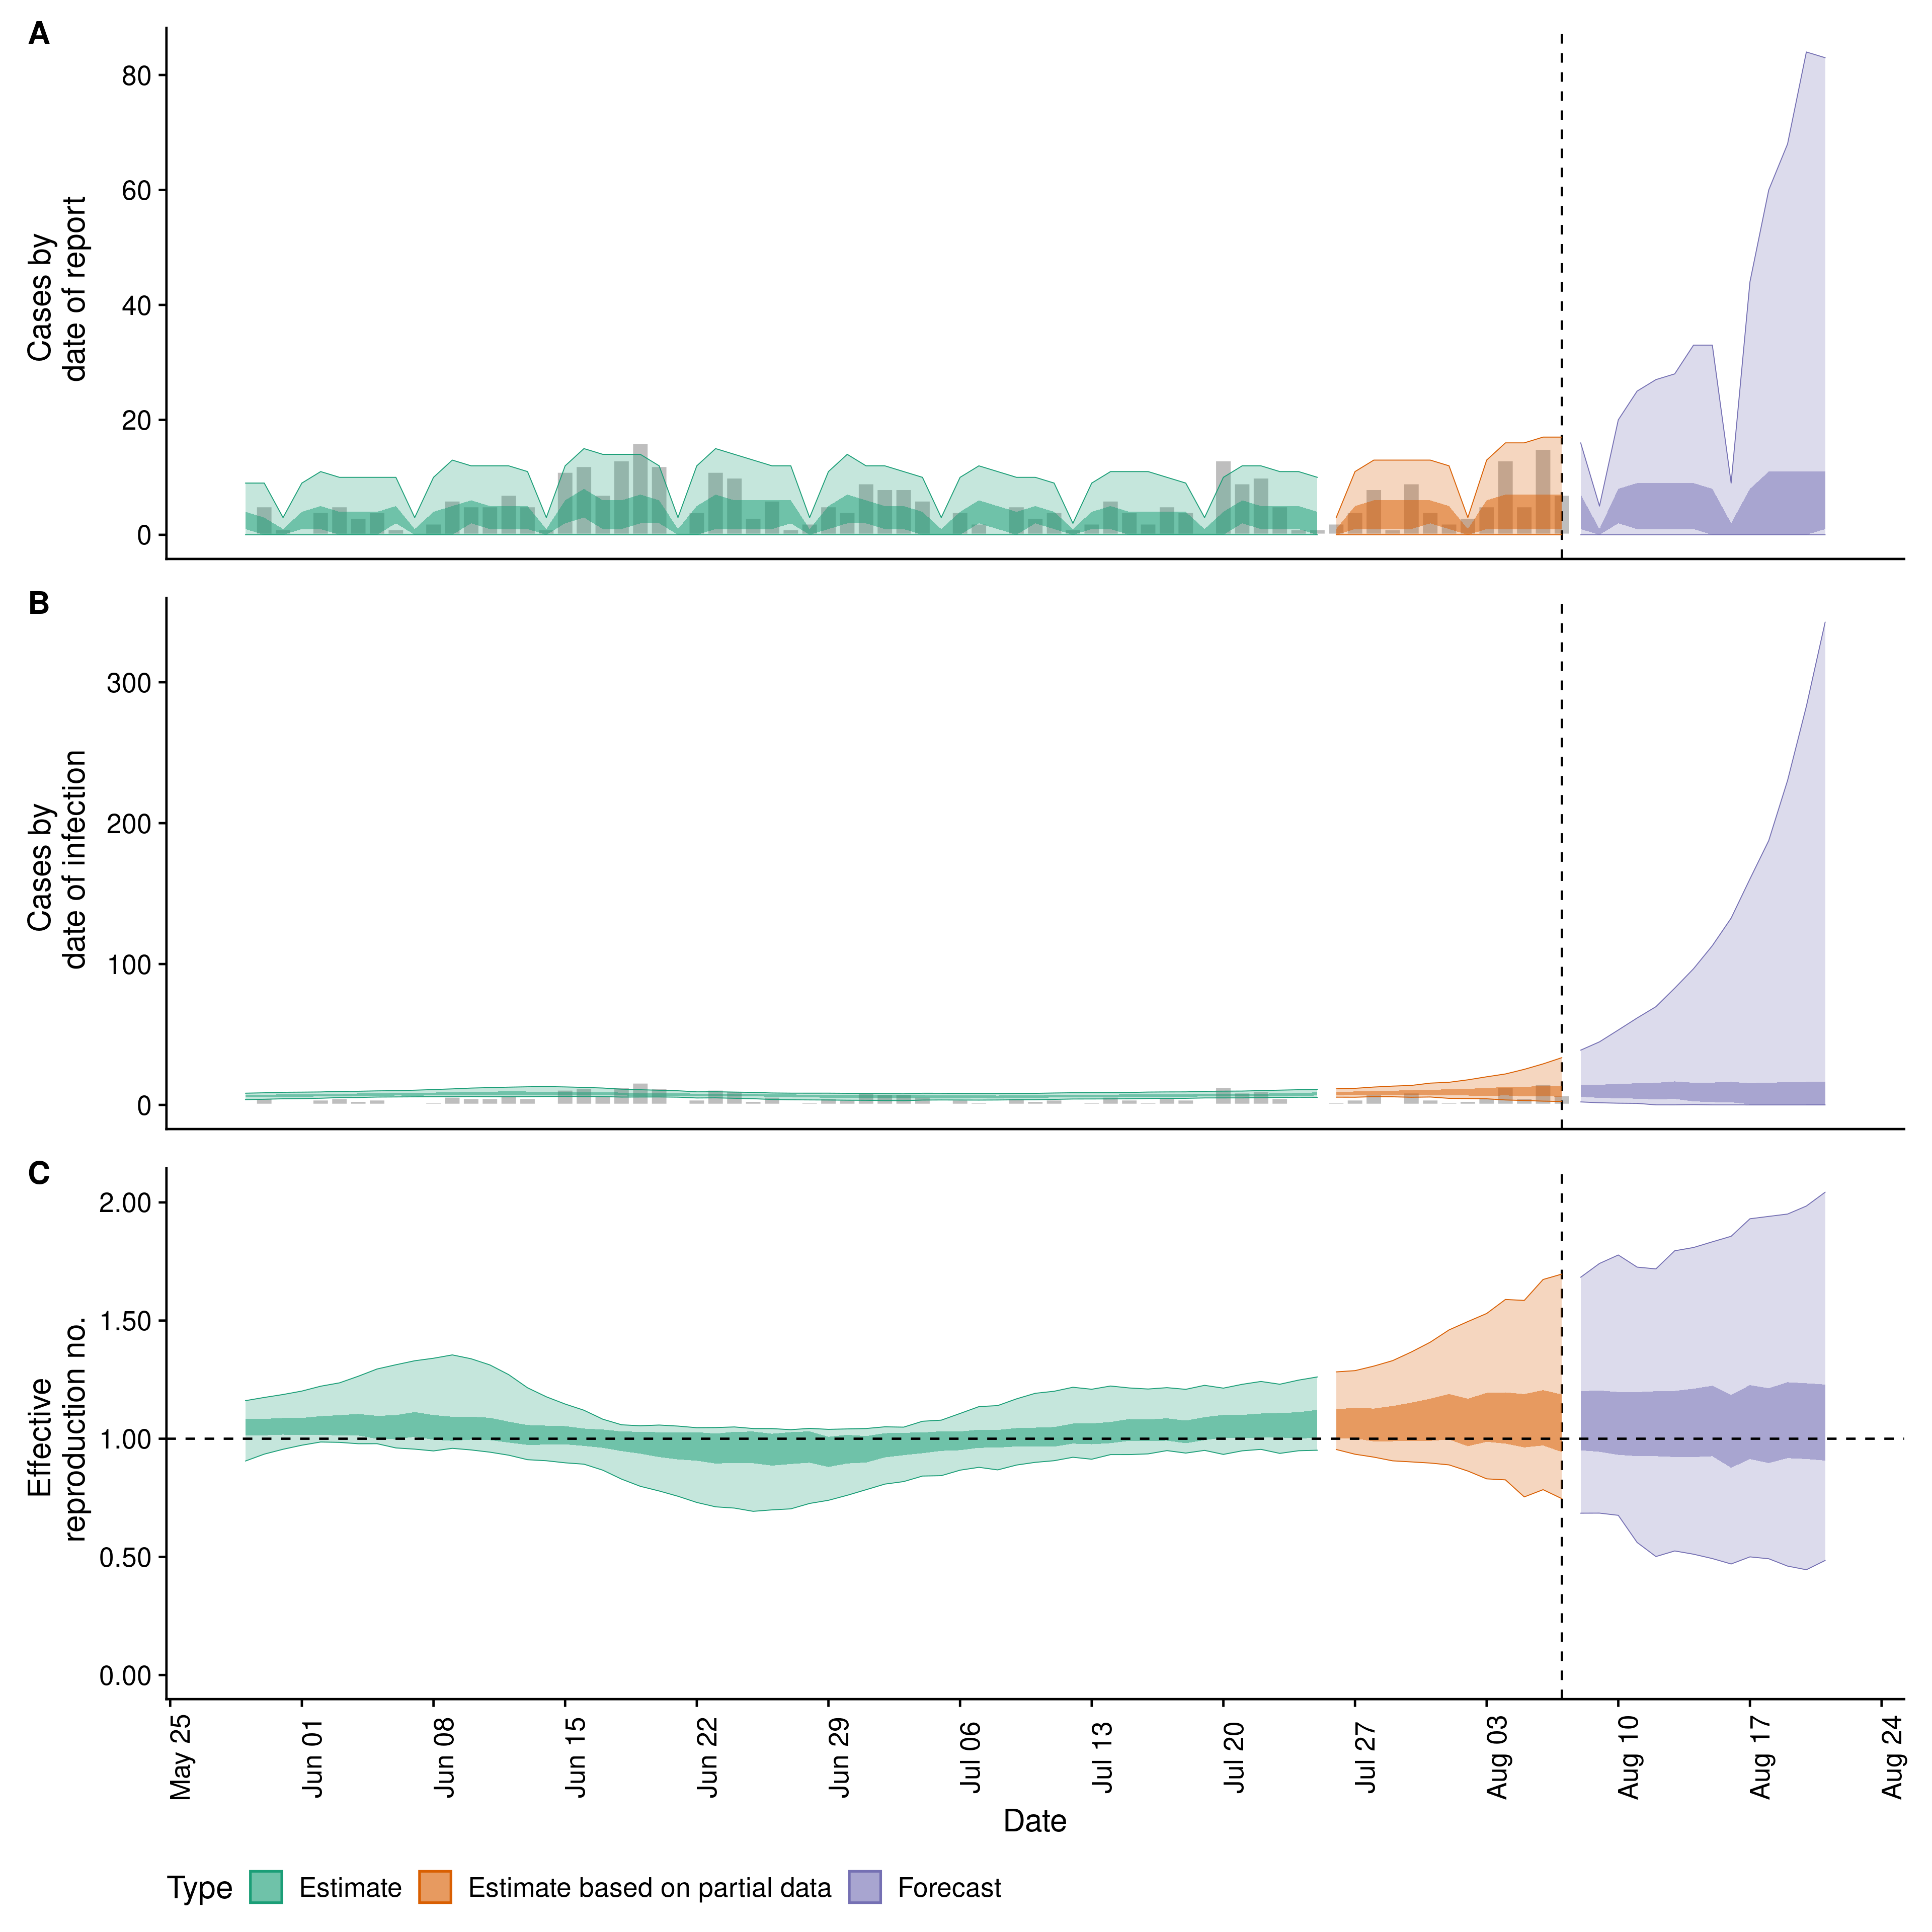 A
Cases by
date of report
80
60
40
20
0
B
Cases by
date of infection
300
200
100
0
C
Effective
reproduction no.
2.00
1.50
1.00
0.50
0.00
May 25
Jun 01
Jun 08
Jun 15
Jun 22
Jun 29
Jul 06
Jul 13
Jul 20
Jul 27
Aug 03
Aug 10
Aug 17
Aug 24
Date
Type Estimate Estimate based on partial data Forecast